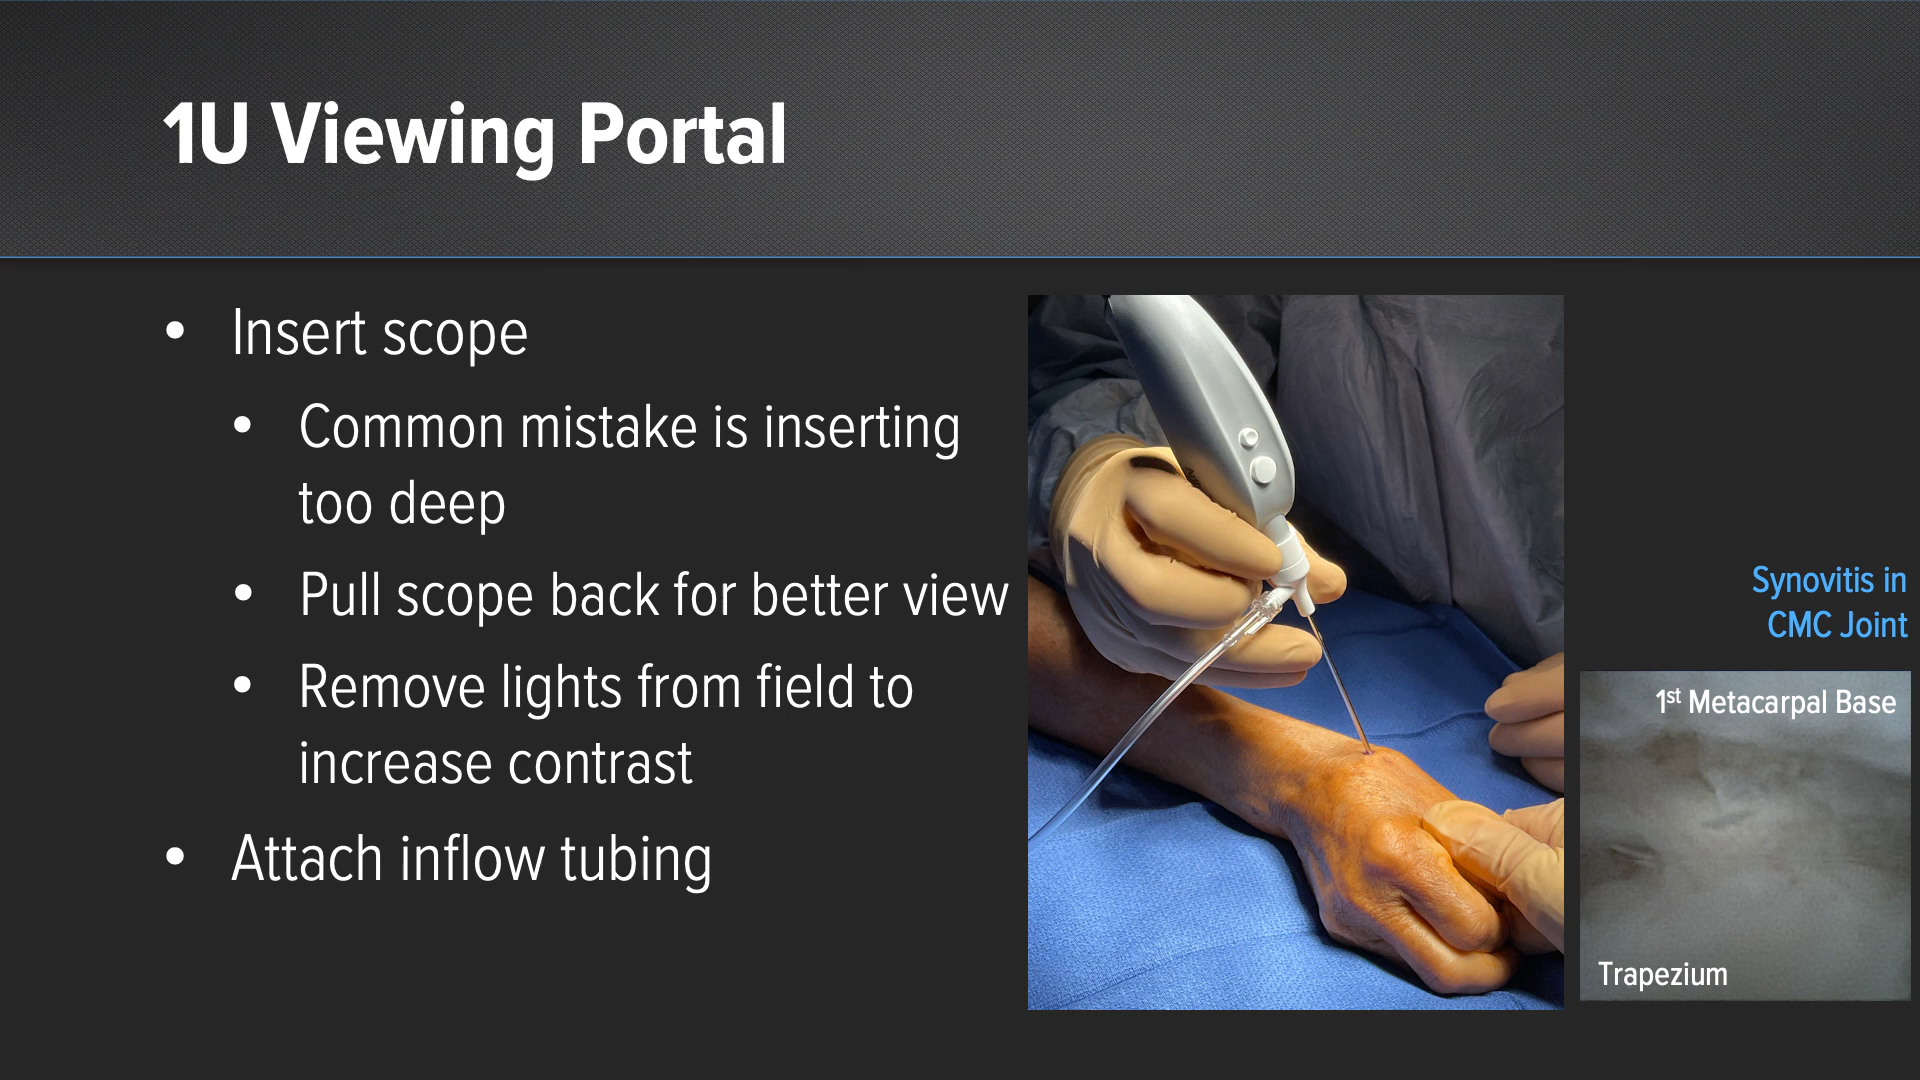 1U Viewing Portal
• Insert scope
• Common mistake is inserting
too deep
• Pull scope back for better view
• Remove lights from field to
increase contrast
• Attach inflow tubing
Synovitis in
CMC Joint
1st Metacarpal Base
Trapezium